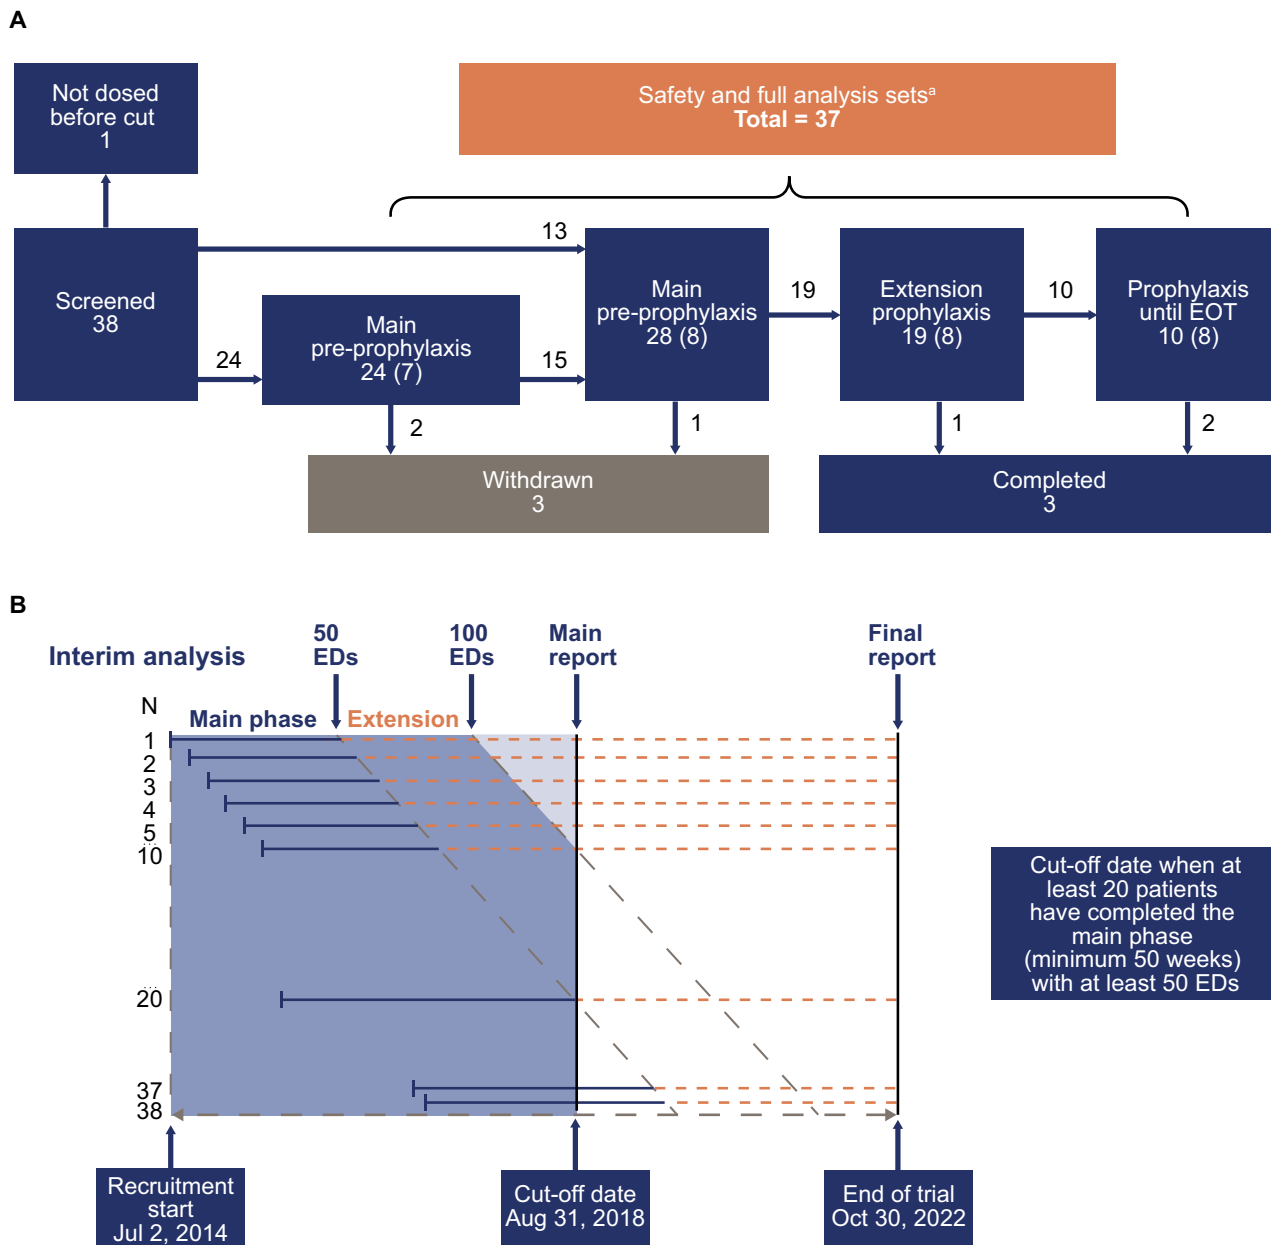 A
Not dosed
before cut
1
Safety and full analysis setsᵃ
Total = 37
Screened
38
13
24
Main
pre-prophylaxis
24 (7)
15
Main
pre-prophylaxis
28 (8)
19
Extension
prophylaxis
19 (8)
10
Prophylaxis
until EOT
10 (8)
2
1
1
2
Withdrawn
3
Completed
3
B
Interim analysis
50
EDs
100
EDs
Main
report
Final
report
N
Main phase
Extension
1
2
3
4
5
...
10
...
20
37
38
Cut-off date when at
least 20 patients
have completed the
main phase
(minimum 50 weeks)
with at least 50 EDs
Recruitment
start
Jul 2, 2014
Cut-off date
Aug 31, 2018
End of trial
Oct 30, 2022